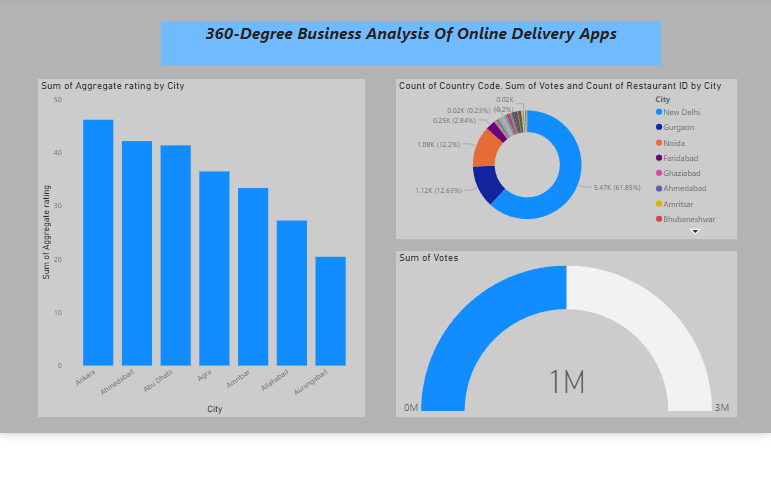 360-Degree Business Analysis Of Online Delivery Apps
Sum of Aggregate rating by City
50
40
30
20
10
0
Sum of Aggregate rating
Ankara
Ahmedabad
Abu Dhabi
Agra
Amritsar
Allahabad
Aurangabad
City
Count of Country Code, Sum of Votes and Count of Restaurant ID by City
0.02K
0.02K (0.23%)
(0.2%)
0.25K (2.84%)
1.08K (12.2%)
1.12K (12.63%)
5.47K (61.85%)
City
New Delhi
Gurgaon
Noida
Faridabad
Ghaziabad
Ahmedabad
Amritsar
Bhubaneshwar
Sum of Votes
1M
0M
3M